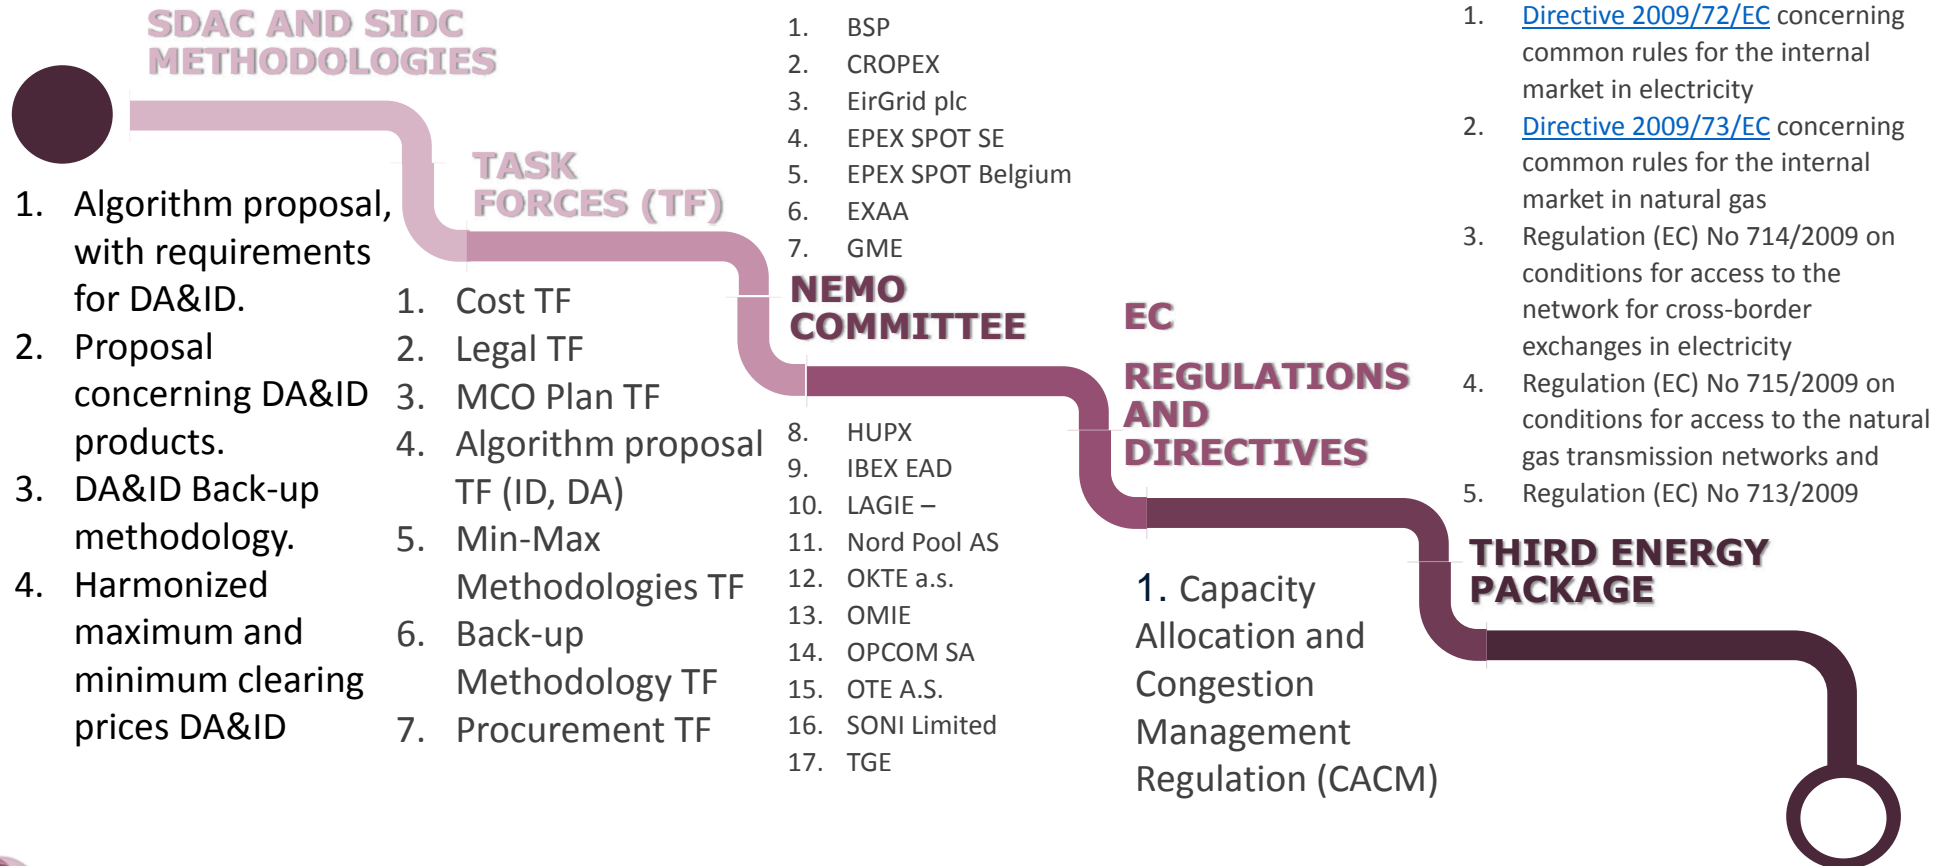 SDAC AND SIDC
METHODOLOGIES
1. Algorithm proposal,
with requirements
for DA&ID.
2. Proposal
concerning DA&ID
products.
3. DA&ID Back-up
methodology.
4. Harmonized
maximum and
minimum clearing
prices DA&ID
TASK
FORCES (TF)
1. Cost TF
2. Legal TF
3. MCO Plan TF
4. Algorithm proposal
TF (ID, DA)
5. Min-Max
Methodologies TF
6. Back-up
Methodology TF
7. Procurement TF
1. BSP
2. CROPEX
3. EirGrid plc
4. EPEX SPOT SE
5. EPEX SPOT Belgium
6. EXAA
7. GME
NEMO
COMMITTEE
8. HUPX
9. IBEX EAD
10. LAGIE –
11. Nord Pool AS
12. OKTE a.s.
13. OMIE
14. OPCOM SA
15. OTE A.S.
16. SONI Limited
17. TGE
EC
REGULATIONS
AND
DIRECTIVES
1. Capacity
Allocation and
Congestion
Management
Regulation (CACM)
1. Directive 2009/72/EC concerning
common rules for the internal
market in electricity
2. Directive 2009/73/EC concerning
common rules for the internal
market in natural gas
3. Regulation (EC) No 714/2009 on
conditions for access to the
network for cross-border
exchanges in electricity
4. Regulation (EC) No 715/2009 on
conditions for access to the natural
gas transmission networks and
5. Regulation (EC) No 713/2009
THIRD ENERGY
PACKAGE